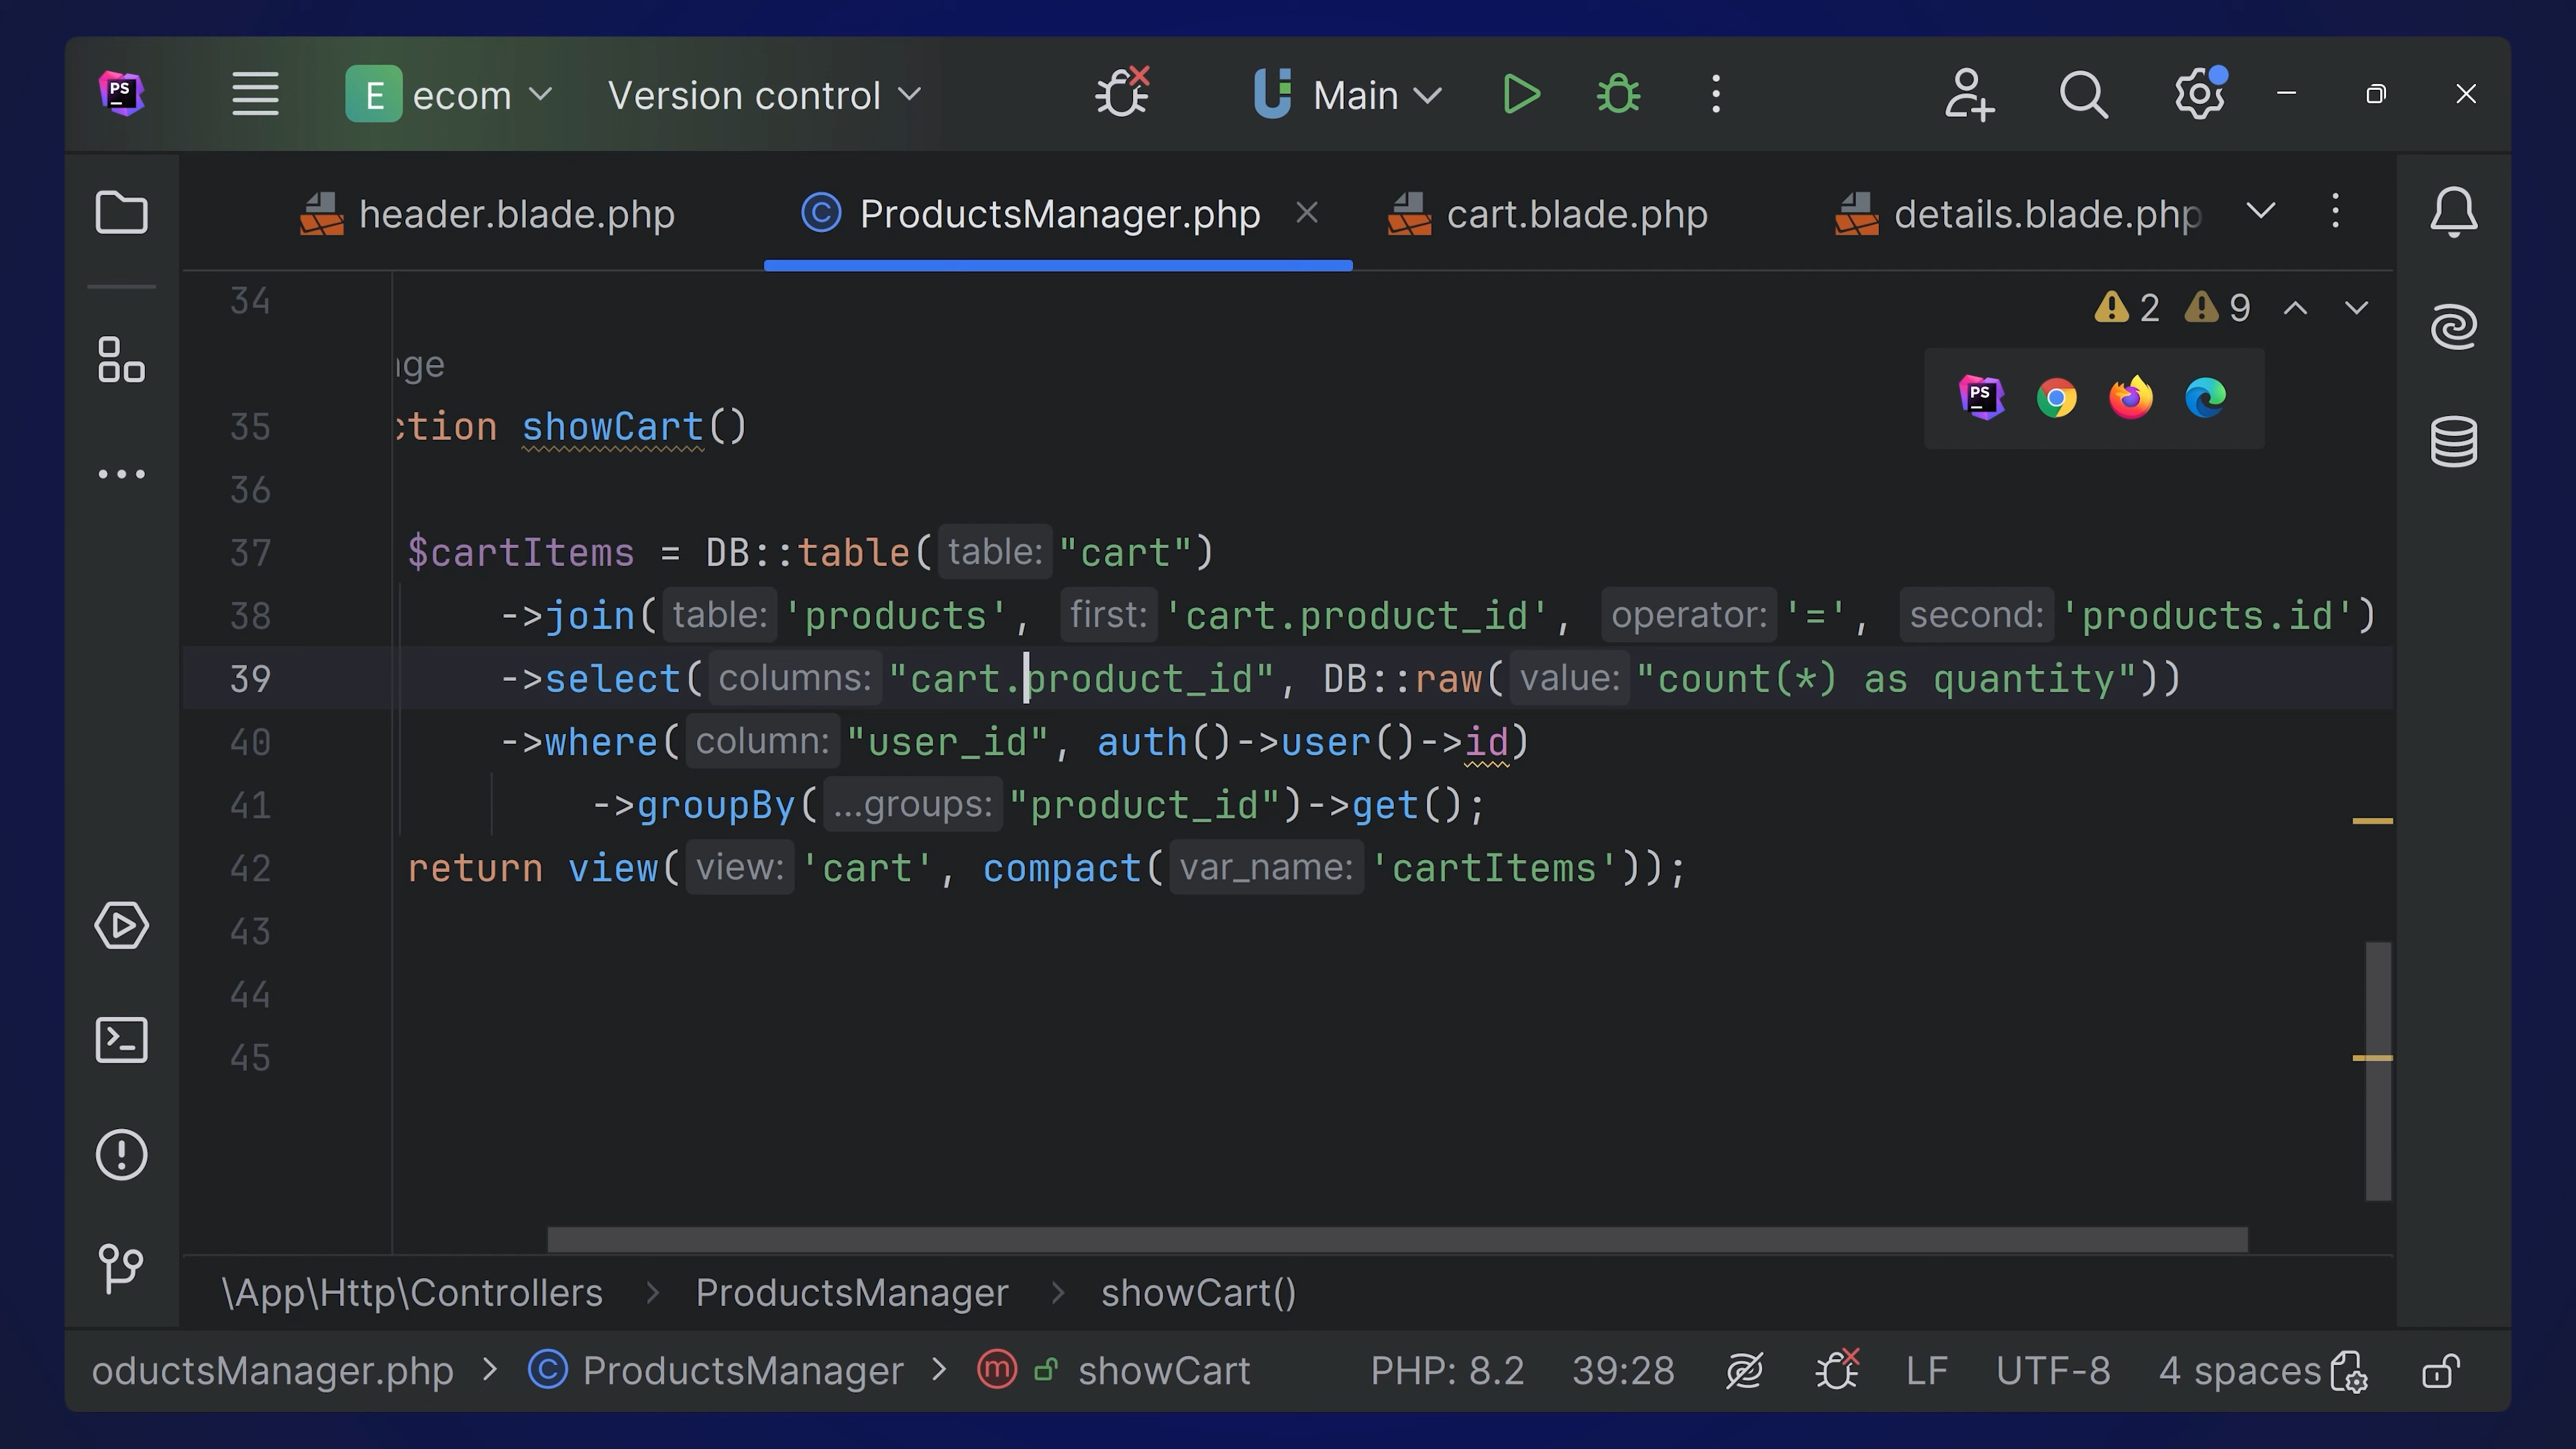 PS E ecom Version control Main
header.blade.php ProductsManager.php cart.blade.php details.blade.php
34
2 9
age
PS
35 ction showCart()
36
37 $cartItems = DB::table( table: "cart")
38 ->join( table: 'products', first: 'cart.product_id', operator: '=', second: 'products.id')
39 ->select( columns: "cart.product_id", DB::raw( value: "count(*) as quantity"))
40 ->where( column: "user_id", auth()->user()->id)
41 ->groupBy( ...groups: "product_id")->get();
42 return view( view: 'cart', compact( var_name: 'cartItems'));
43
44
45
\App\Http\Controllers > ProductsManager > showCart()
oductsManager.php > C ProductsManager > m showCart PHP: 8.2 39:28 LF UTF-8 4 spaces